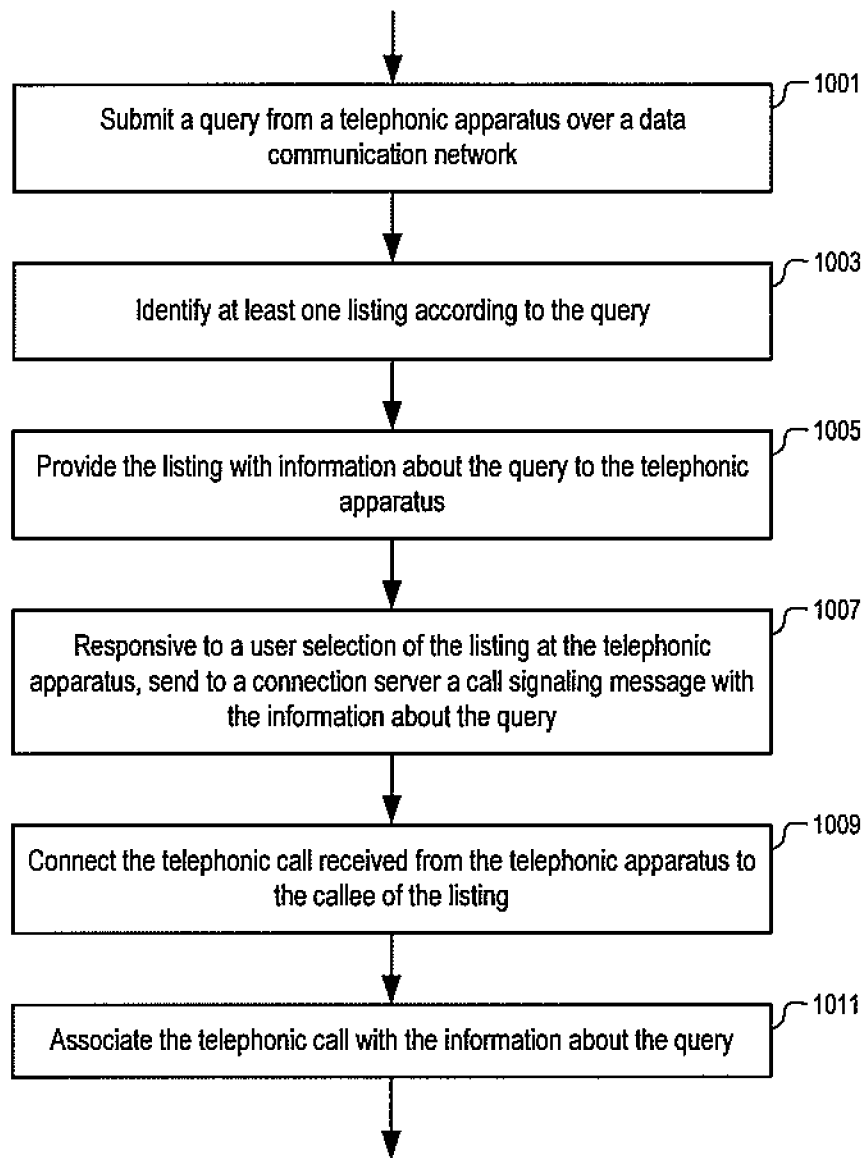 1001
Submit a query from a telephonic apparatus over a data
communication network
1003
Identify at least one listing according to the query
1005
Provide the listing with information about the query to the telephonic
apparatus
1007
Responsive to a user selection of the listing at the telephonic
apparatus, send to a connection server a call signaling message with
the information about the query
1009
Connect the telephonic call received from the telephonic apparatus to
the callee of the listing
1011
Associate the telephonic call with the information about the query